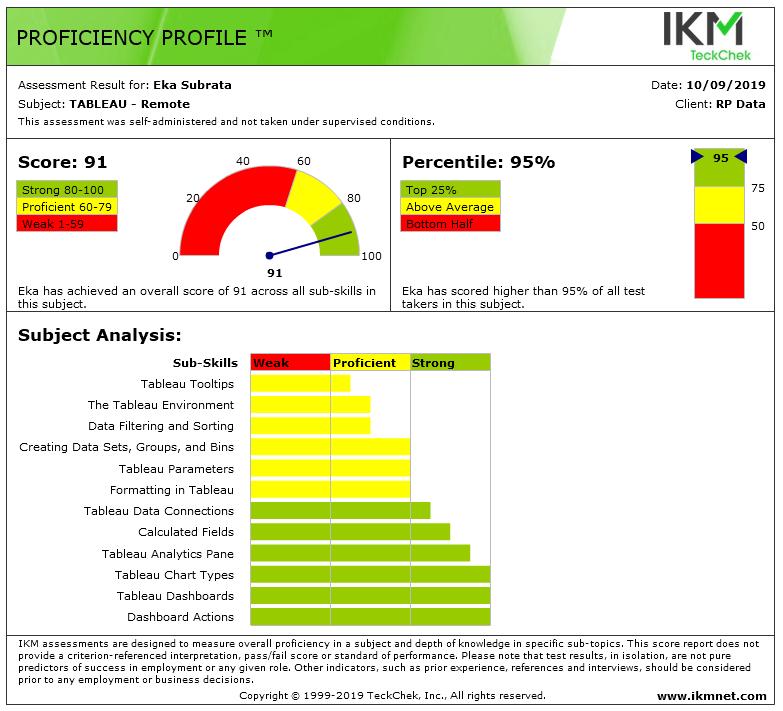 PROFICIENCY PROFILE ™
IKM
TeckChek
Assessment Result for: Eka Subrata
Date: 10/09/2019
Subject: TABLEAU - Remote
Client: RP Data
This assessment was self-administered and not taken under supervised conditions.
Score: 91
Strong 80-100
Proficient 60-79
Weak 1-59
0
20
40
60
80
100
91
Eka has achieved an overall score of 91 across all sub-skills in
this subject.
Percentile: 95%
Top 25%
Above Average
Bottom Half
95
75
50
Eka has scored higher than 95% of all test
takers in this subject.
Subject Analysis:
Sub-Skills Weak Proficient Strong
Tableau Tooltips
The Tableau Environment
Data Filtering and Sorting
Creating Data Sets, Groups, and Bins
Tableau Parameters
Formatting in Tableau
Tableau Data Connections
Calculated Fields
Tableau Analytics Pane
Tableau Chart Types
Tableau Dashboards
Dashboard Actions
IKM assessments are designed to measure overall proficiency in a subject and depth of knowledge in specific sub-topics. This score report does not
provide a criterion-referenced interpretation, pass/fail score or standard of performance. Please note that test results, in isolation, are not pure
predictors of success in employment or any given role. Other indicators, such as prior experience, references and interviews, should be considered
prior to any employment or business decisions.
Copyright © 1999-2019 TeckChek, Inc., All rights reserved.
www.ikmnet.com